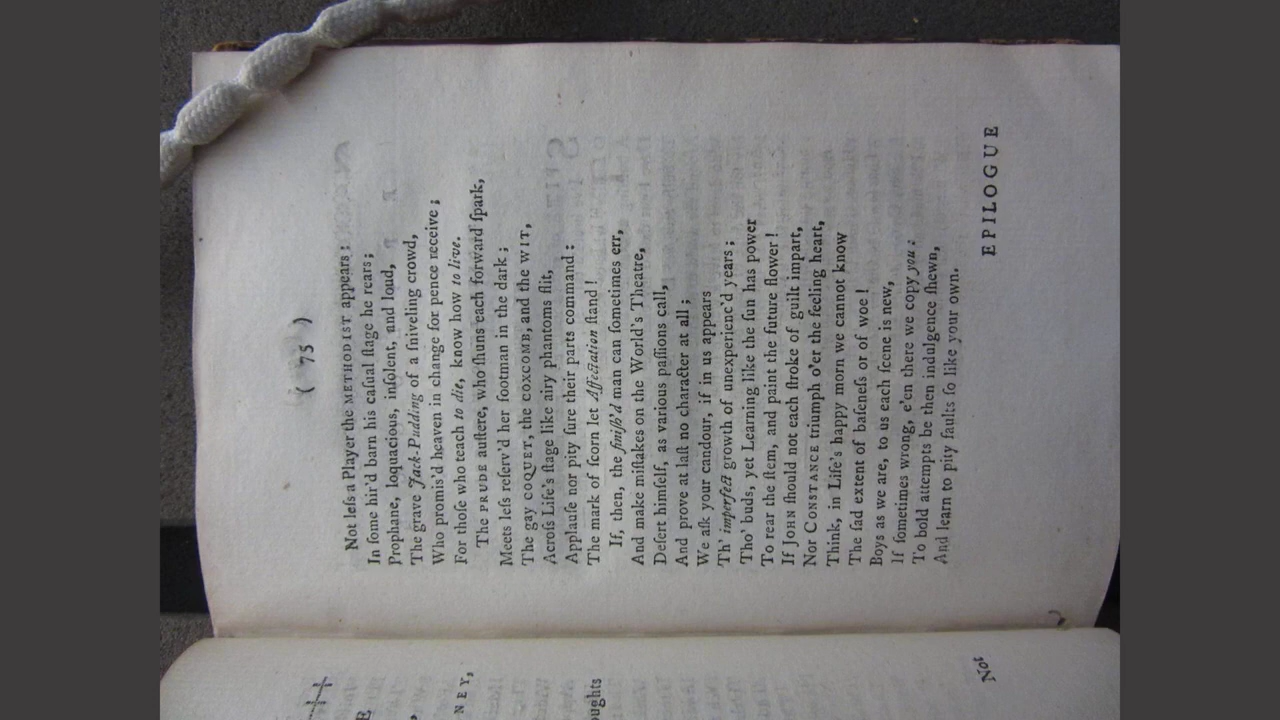 ( 75 )
Not leſs a Player the METHODIST appears!
In ſome hir'd barn his caſual ſtage he rears;
Prophane, loquacious, inſolent, and loud,
The grave Jack-Pudding of a ſniveling crowd,
Who promis'd heaven in change for pence receive;
For thoſe who teach to die, know how to live.
The PRUDE auſtere, who ſhuns each forward ſpark,
Meets leſs reſerv'd her footman in the dark;
The gay COQUET, the COXCOMB, and the WIT,
Acroſs Life's ſtage like airy phantoms flit,
Applauſe nor pity ſure their parts command:
The mark of ſcorn let Affectation ſtand!
If, then, the finiſh'd man can ſometimes err,
And make miſtakes on the World's Theatre,
Deſert himſelf, as various paſſions call,
And prove at laſt no character at all;
We aſk your candour, if in us appears
Th' imperfect growth of unexperienc'd years;
Tho' buds, yet Learning like the ſun has power
To rear the ſtem, and paint the future flower!
If JOHN ſhould not each ſtroke of guilt impart,
Nor CONSTANCE triumph o'er the feeling heart,
Think, in Life's happy morn we cannot know
The ſad extent of baſeneſs or of woe!
Boys as we are, to us each ſcene is new,
If ſometimes wrong, e'en there we copy you:
To bold attempts be then indulgence ſhewn,
And learn to pity faults ſo like your own.
EPILOGUE
E
NEY,
oughts
Not